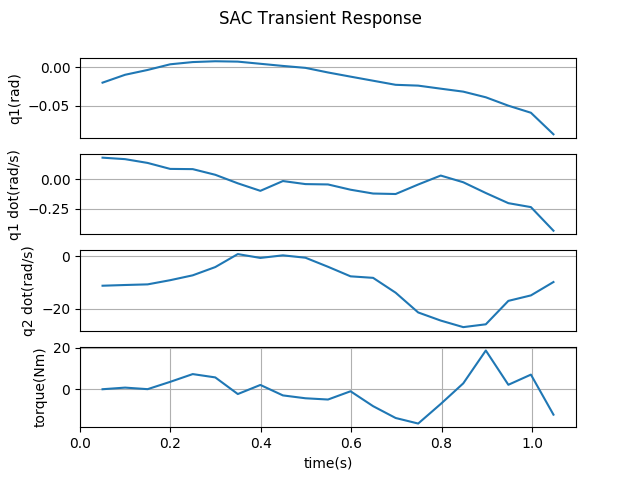 SAC Transient Response
0.00
−0.05
q1(rad)
0.00
−0.25
q1 dot(rad/s)
0
−20
q2 dot(rad/s)
20
0
torque(Nm)
0.0 0.2 0.4 0.6 0.8 1.0
time(s)